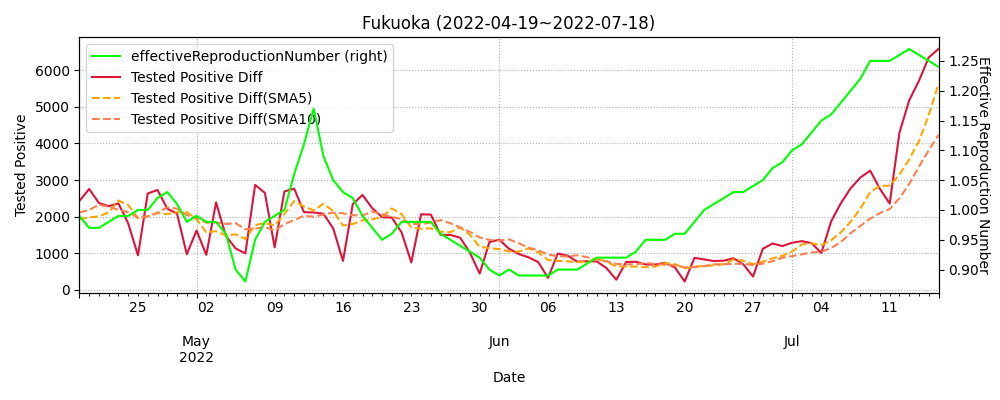 Fukuoka (2022-04-19~2022-07-18)
effectiveReproductionNumber (right)
Tested Positive Diff
Tested Positive Diff(SMA5)
Tested Positive Diff(SMA10)
Tested Positive
6000
5000
4000
3000
2000
1000
0
Effective Reproduction Number
1.25
1.20
1.15
1.10
1.05
1.00
0.95
0.90
25 02 09 16 23 30 06 13 20 27 04 11
May Jun Jul
2022
Date